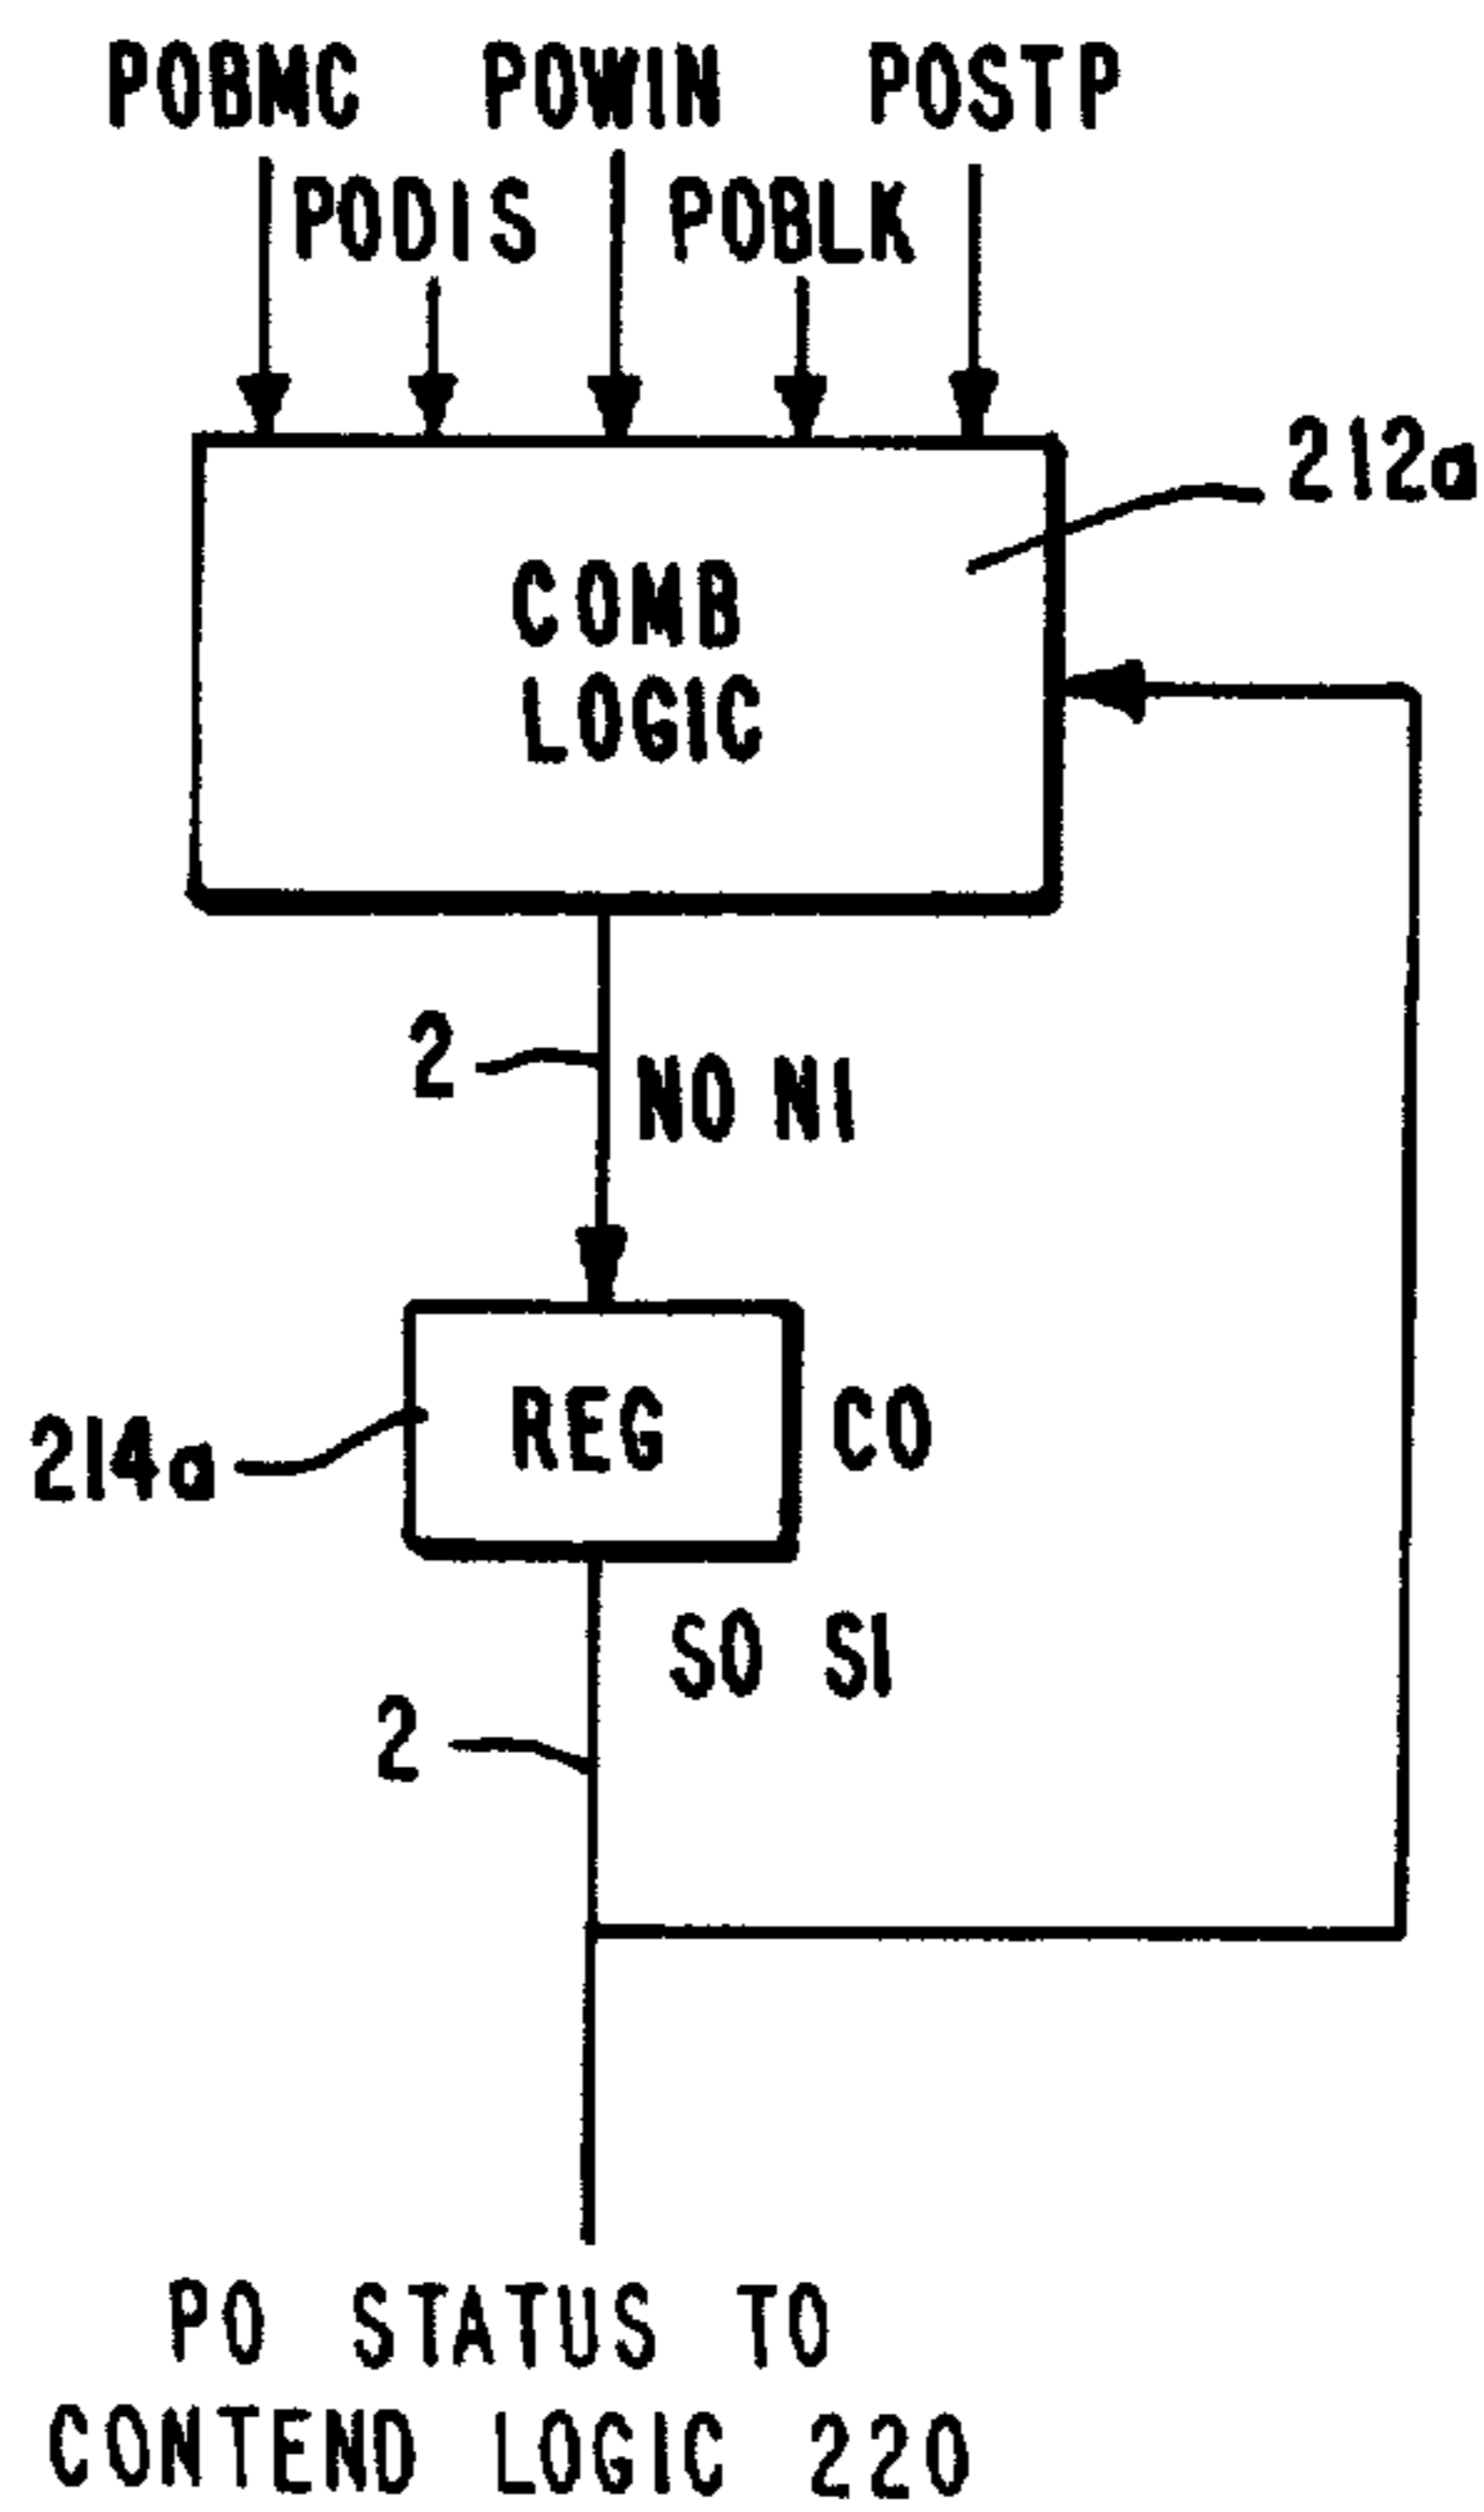 POBNC POWIN POSTP
PODIS POBLK
212a
COMB
LOGIC
2
NO N1
REG
CO
214a
SO S1
2
PO STATUS TO
CONTEND LOGIC 220